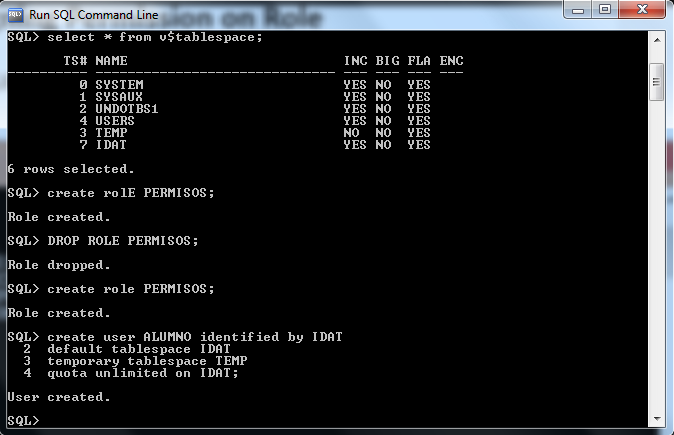 Run SQL Command Line
SQL> select * from v$tablespace;
       TS# NAME                           INC BIG FLA ENC
---------- ------------------------------ --- --- --- ---
         0 SYSTEM                         YES NO  YES
         1 SYSAUX                         YES NO  YES
         2 UNDOTBS1                       YES NO  YES
         4 USERS                          YES NO  YES
         3 TEMP                           NO  NO  YES
         7 IDAT                           YES NO  YES
6 rows selected.
SQL> create rolE PERMISOS;
Role created.
SQL> DROP ROLE PERMISOS;
Role dropped.
SQL> create role PERMISOS;
Role created.
SQL> create user ALUMNO identified by IDAT
  2  default tablespace IDAT
  3  temporary tablespace TEMP
  4  quota unlimited on IDAT;
User created.
SQL>